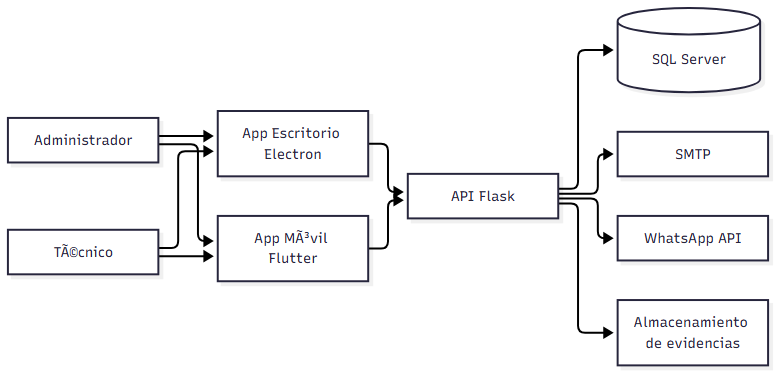 Administrador
TÃ©cnico
App Escritorio
Electron
App MÃ³vil
Flutter
API Flask
SQL Server
SMTP
WhatsApp API
Almacenamiento
de evidencias